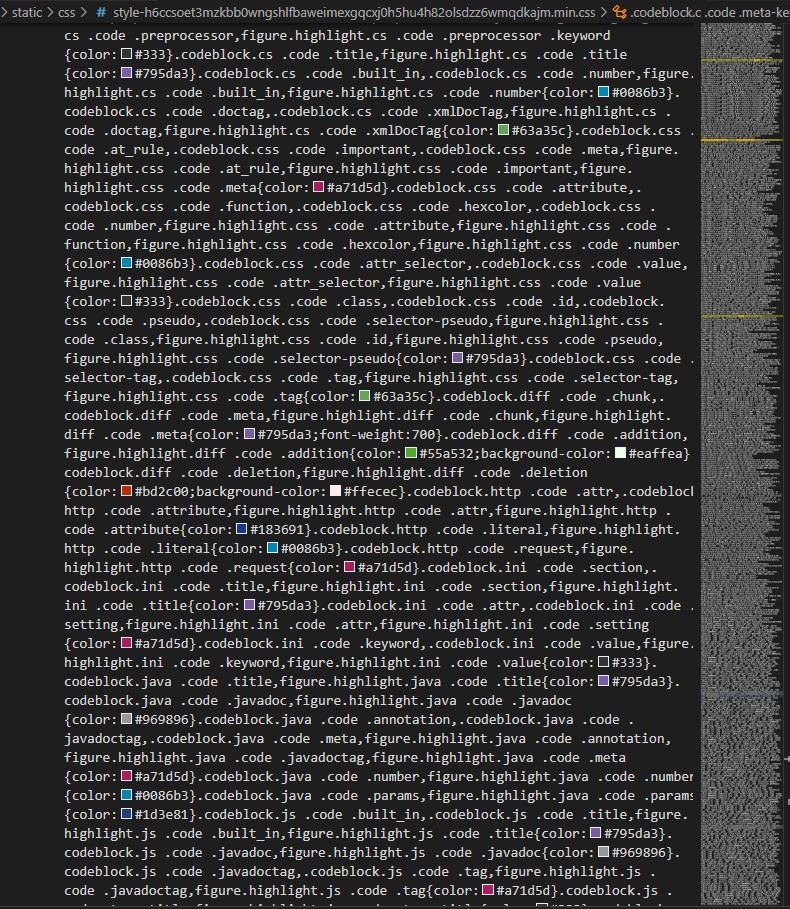 static > css > # style-h6ccsoet3mzkbb0wngshlfbaweimexgqcxj0h5hu4h82olsdzz6wmqdkajm.min.css > .codeblock.c .code .meta-ke
cs .code .preprocessor,figure.highlight.cs .code .preprocessor .keyword
{color:#333}.codeblock.cs .code .title,figure.highlight.cs .code .title
{color:#795da3}.codeblock.cs .code .built_in,.codeblock.cs .code .number,figure.
highlight.cs .code .built_in,figure.highlight.cs .code .number{color:#0086b3}.
codeblock.cs .code .doctag,.codeblock.cs .code .xmlDocTag,figure.highlight.cs .
code .doctag,figure.highlight.cs .code .xmlDocTag{color:#63a35c}.codeblock.css .
code .at_rule,.codeblock.css .code .important,.codeblock.css .code .meta,figure.
highlight.css .code .at_rule,figure.highlight.css .code .important,figure.
highlight.css .code .meta{color:#a71d5d}.codeblock.css .code .attribute,.
codeblock.css .code .function,.codeblock.css .code .hexcolor,.codeblock.css .
code .number,figure.highlight.css .code .attribute,figure.highlight.css .code .
function,figure.highlight.css .code .hexcolor,figure.highlight.css .code .number
{color:#0086b3}.codeblock.css .code .attr_selector,.codeblock.css .code .value,
figure.highlight.css .code .attr_selector,figure.highlight.css .code .value
{color:#333}.codeblock.css .code .class,.codeblock.css .code .id,.codeblock.
css .code .pseudo,.codeblock.css .code .selector-pseudo,figure.highlight.css .
code .class,figure.highlight.css .code .id,figure.highlight.css .code .pseudo,
figure.highlight.css .code .selector-pseudo{color:#795da3}.codeblock.css .code .
selector-tag,.codeblock.css .code .tag,figure.highlight.css .code .selector-tag,
figure.highlight.css .code .tag{color:#63a35c}.codeblock.diff .code .chunk,.
codeblock.diff .code .meta,figure.highlight.diff .code .chunk,figure.highlight.
diff .code .meta{color:#795da3;font-weight:700}.codeblock.diff .code .addition,
figure.highlight.diff .code .addition{color:#55a532;background-color:#eaffea}
codeblock.diff .code .deletion,figure.highlight.diff .code .deletion
{color:#bd2c00;background-color:#ffecec}.codeblock.http .code .attr,.codebloc
http .code .attribute,figure.highlight.http .code .attr,figure.highlight.http .
code .attribute{color:#183691}.codeblock.http .code .literal,figure.highlight.
http .code .literal{color:#0086b3}.codeblock.http .code .request,figure.
highlight.http .code .request{color:#a71d5d}.codeblock.ini .code .section,.
codeblock.ini .code .title,figure.highlight.ini .code .section,figure.highlight.
ini .code .title{color:#795da3}.codeblock.ini .code .attr,.codeblock.ini .code .
setting,figure.highlight.ini .code .attr,figure.highlight.ini .code .setting
{color:#a71d5d}.codeblock.ini .code .keyword,.codeblock.ini .code .value,figure.
highlight.ini .code .keyword,figure.highlight.ini .code .value{color:#333}.
codeblock.java .code .title,figure.highlight.java .code .title{color:#795da3}.
codeblock.java .code .javadoc,figure.highlight.java .code .javadoc
{color:#969896}.codeblock.java .code .annotation,.codeblock.java .code .
javadoctag,.codeblock.java .code .meta,figure.highlight.java .code .annotation,
figure.highlight.java .code .javadoctag,figure.highlight.java .code .meta
{color:#a71d5d}.codeblock.java .code .number,figure.highlight.java .code .number
{color:#0086b3}.codeblock.java .code .params,figure.highlight.java .code .params
{color:#1d3e81}.codeblock.js .code .built_in,.codeblock.js .code .title,figure.
highlight.js .code .built_in,figure.highlight.js .code .title{color:#795da3}.
codeblock.js .code .javadoc,figure.highlight.js .code .javadoc{color:#969896}.
codeblock.js .code .javadoctag,.codeblock.js .code .tag,figure.highlight.js .
code .javadoctag,figure.highlight.js .code .tag{color:#a71d5d}.codeblock.js .